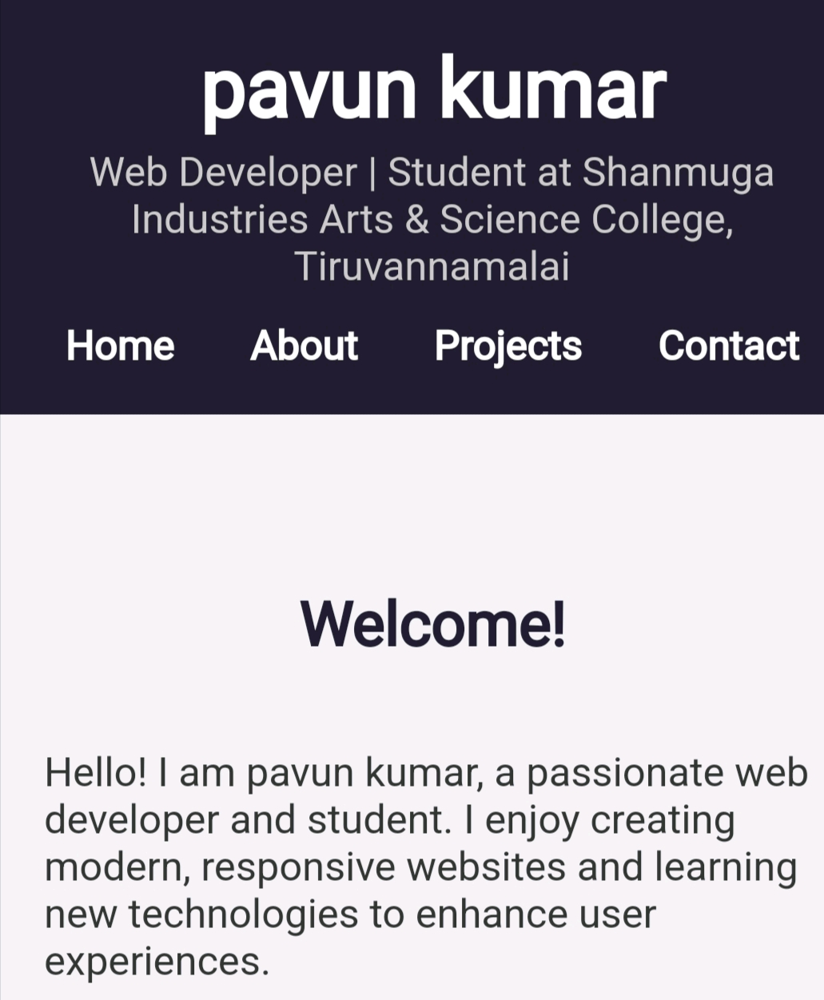 pavun kumar
Web Developer | Student at Shanmuga
Industries Arts & Science College,
Tiruvannamalai
Home About Projects Contact
Welcome!
Hello! I am pavun kumar, a passionate web
developer and student. I enjoy creating
modern, responsive websites and learning
new technologies to enhance user
experiences.